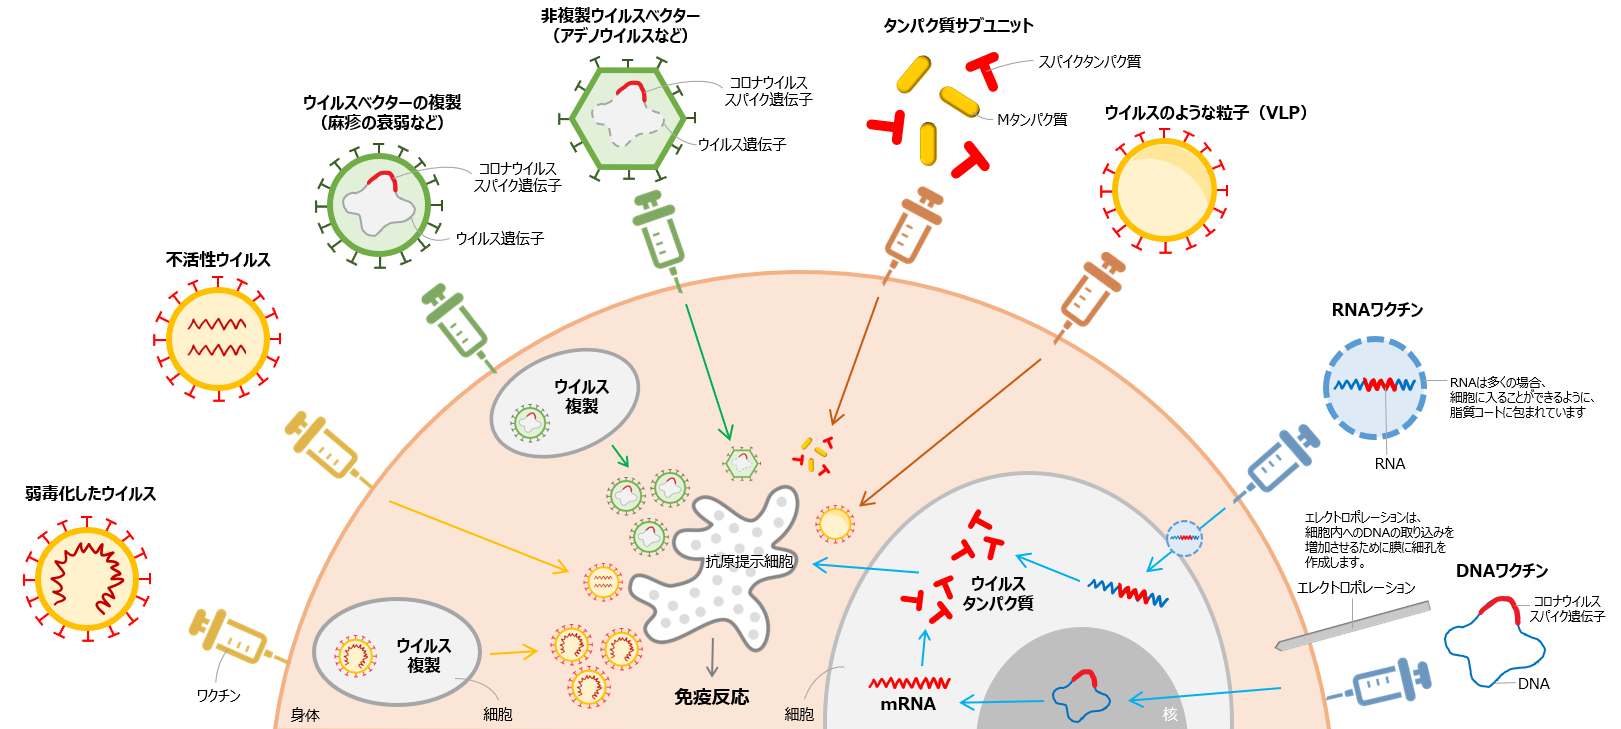 非複製ウイルスベクター
（アデノウイルスなど）
コロナウイルス
スパイク遺伝子
ウイルス遺伝子
タンパク質サブユニット
スパイクタンパク質
Mタンパク質
ウイルスのような粒子（VLP）
ウイルスベクターの複製
（麻疹の衰弱など）
コロナウイルス
スパイク遺伝子
ウイルス遺伝子
不活性ウイルス
弱毒化したウイルス
ワクチン
RNAワクチン
RNAは多くの場合、
細胞に入ることができるように、
脂質コートに包まれています
RNA
エレクトロポレーションは、
細胞内へのDNAの取り込みを
増加させるために膜に細孔を
作成します。
エレクトロポレーション
DNAワクチン
コロナウイルス
スパイク遺伝子
DNA
ウイルス
複製
抗原提示細胞
ウイルス
タンパク質
ウイルス
複製
免疫反応
mRNA
身体
細胞
細胞
核